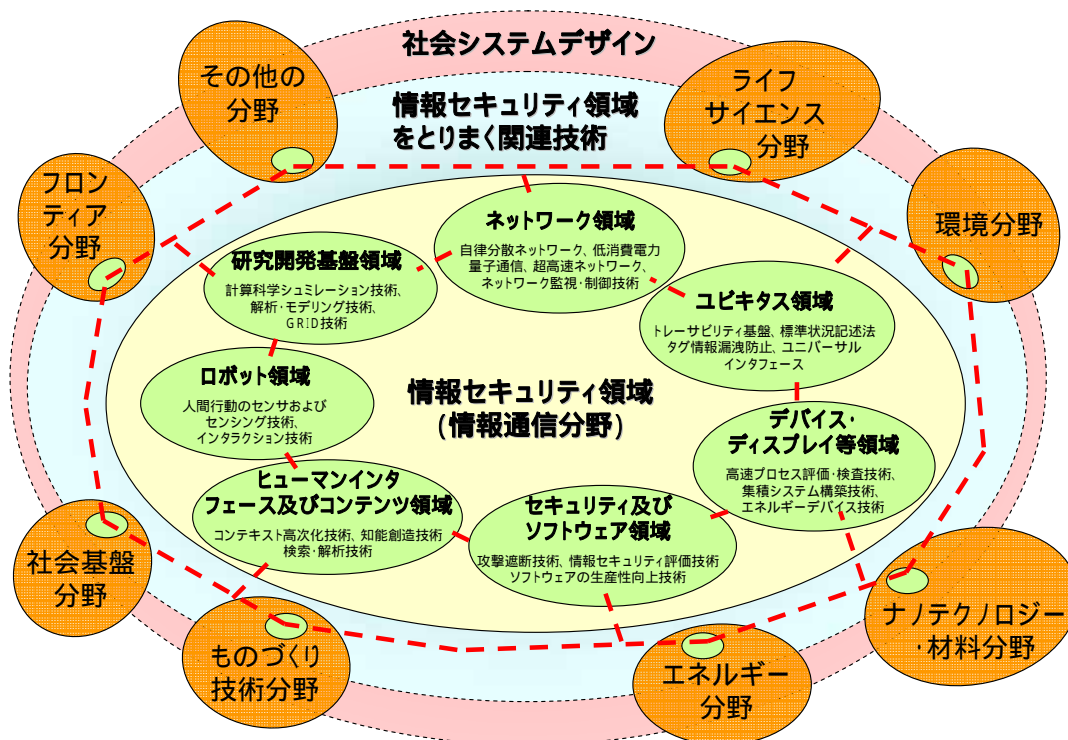 社会システムデザイン
その他の
分野
ライフ
サイエンス
分野
情報セキュリティ領域
をとりまく関連技術
フロン
ティア
分野
環境分野
ネットワーク領域
自律分散ネットワーク、低消費電力
量子通信、超高速ネットワーク、
ネットワーク監視・制御技術
研究開発基盤領域
計算科学シュミレーション技術、
解析・モデリング技術、
GRID技術
ユビキタス領域
トレーサビリティ基盤、標準状況記述法
タグ情報漏洩防止、ユニバーサル
インタフェース
ロボット領域
人間行動のセンサおよび
センシング技術、
インタラクション技術
情報セキュリティ領域
(情報通信分野)
デバイス・
ディスプレイ等領域
高速プロセス評価・検査技術、
集積システム構築技術、
エネルギーデバイス技術
ヒューマンインタ
フェース及びコンテンツ領域
コンテキスト高次化技術、知能創造技術
検索・解析技術
セキュリティ及び
ソフトウェア領域
攻撃遮断技術、情報セキュリティ評価技術
ソフトウェアの生産性向上技術
社会基盤
分野
ものづくり
技術分野
エネルギー
分野
ナノテクノロジー
・材料分野